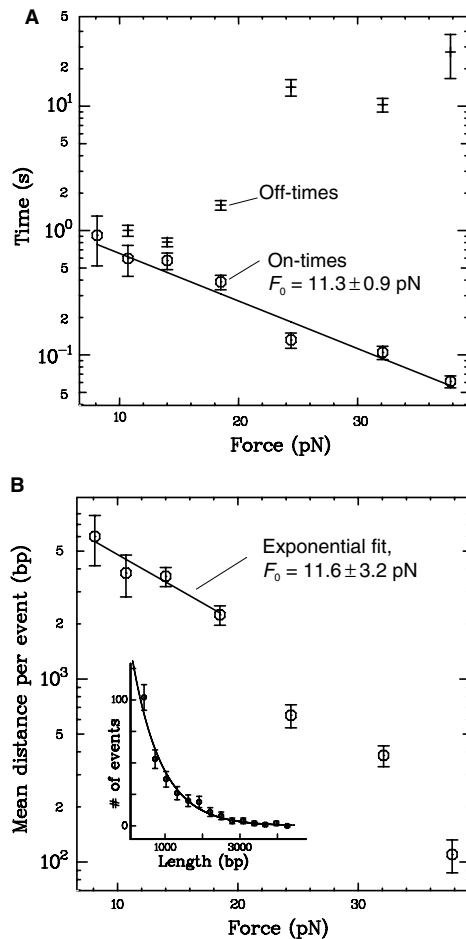 A
5
2
10¹
5
2
10⁰
5
2
10⁻¹
5
Time (s)
Off-times
On-times
F₀ = 11.3 ± 0.9 pN
10 20 30
Force (pN)
B
5
2
10³
5
2
10²
Mean distance per event (bp)
Exponential fit,
F₀ = 11.6 ± 3.2 pN
100
0
# of events
1000 3000
Length (bp)
10 20 30
Force (pN)